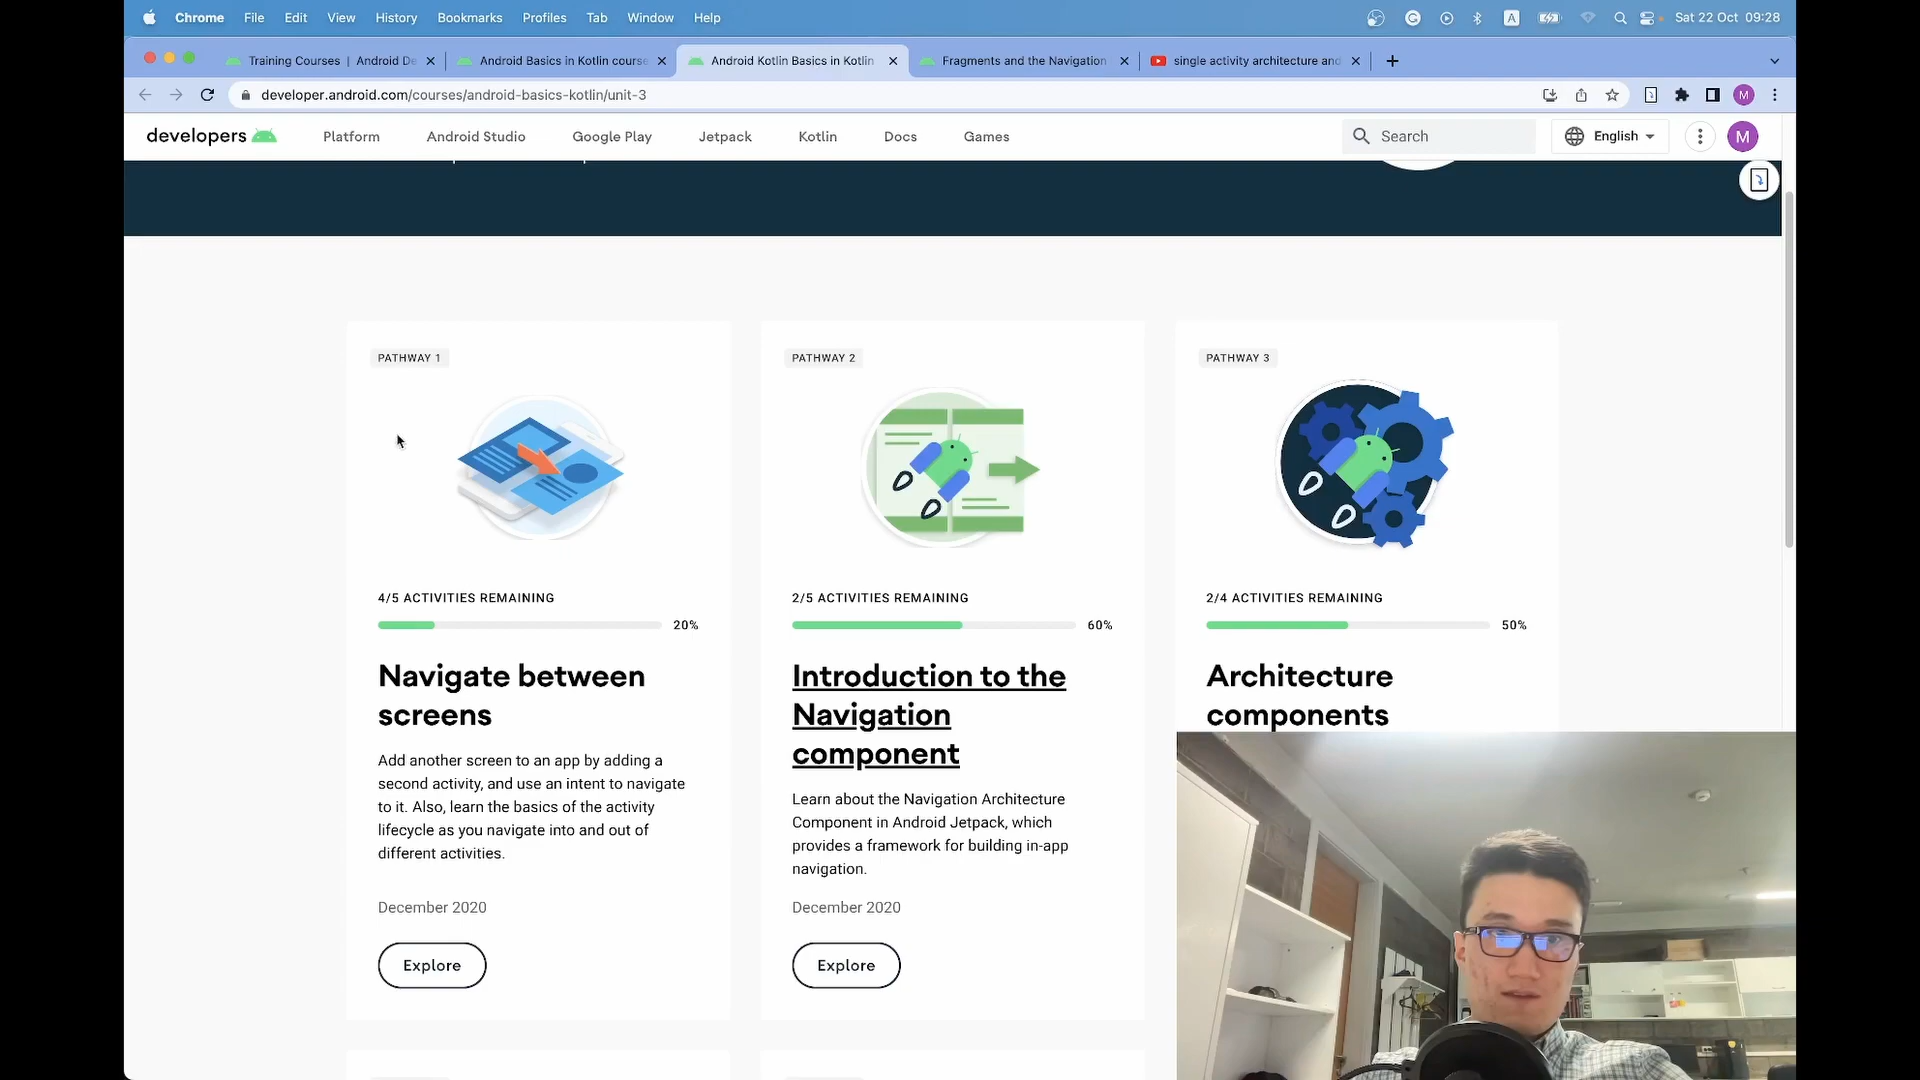 Chrome File Edit View History Bookmarks Profiles Tab Window Help
A
Sat 22 Oct 09:28
Training Courses | Android De
Android Basics in Kotlin course
Android Kotlin Basics in Kotlin
Fragments and the Navigation
single activity architecture and
developer.android.com/courses/android-basics-kotlin/unit-3
M
developers
Platform Android Studio Google Play Jetpack Kotlin Docs Games
Search
English
M
PATHWAY 1
4/5 ACTIVITIES REMAINING
20%
Navigate between
screens
Add another screen to an app by adding a
second activity, and use an intent to navigate
to it. Also, learn the basics of the activity
lifecycle as you navigate into and out of
different activities.
December 2020
Explore
PATHWAY 2
2/5 ACTIVITIES REMAINING
60%
Introduction to the
Navigation
component
Learn about the Navigation Architecture
Component in Android Jetpack, which
provides a framework for building in-app
navigation.
December 2020
Explore
PATHWAY 3
2/4 ACTIVITIES REMAINING
50%
Architecture
components